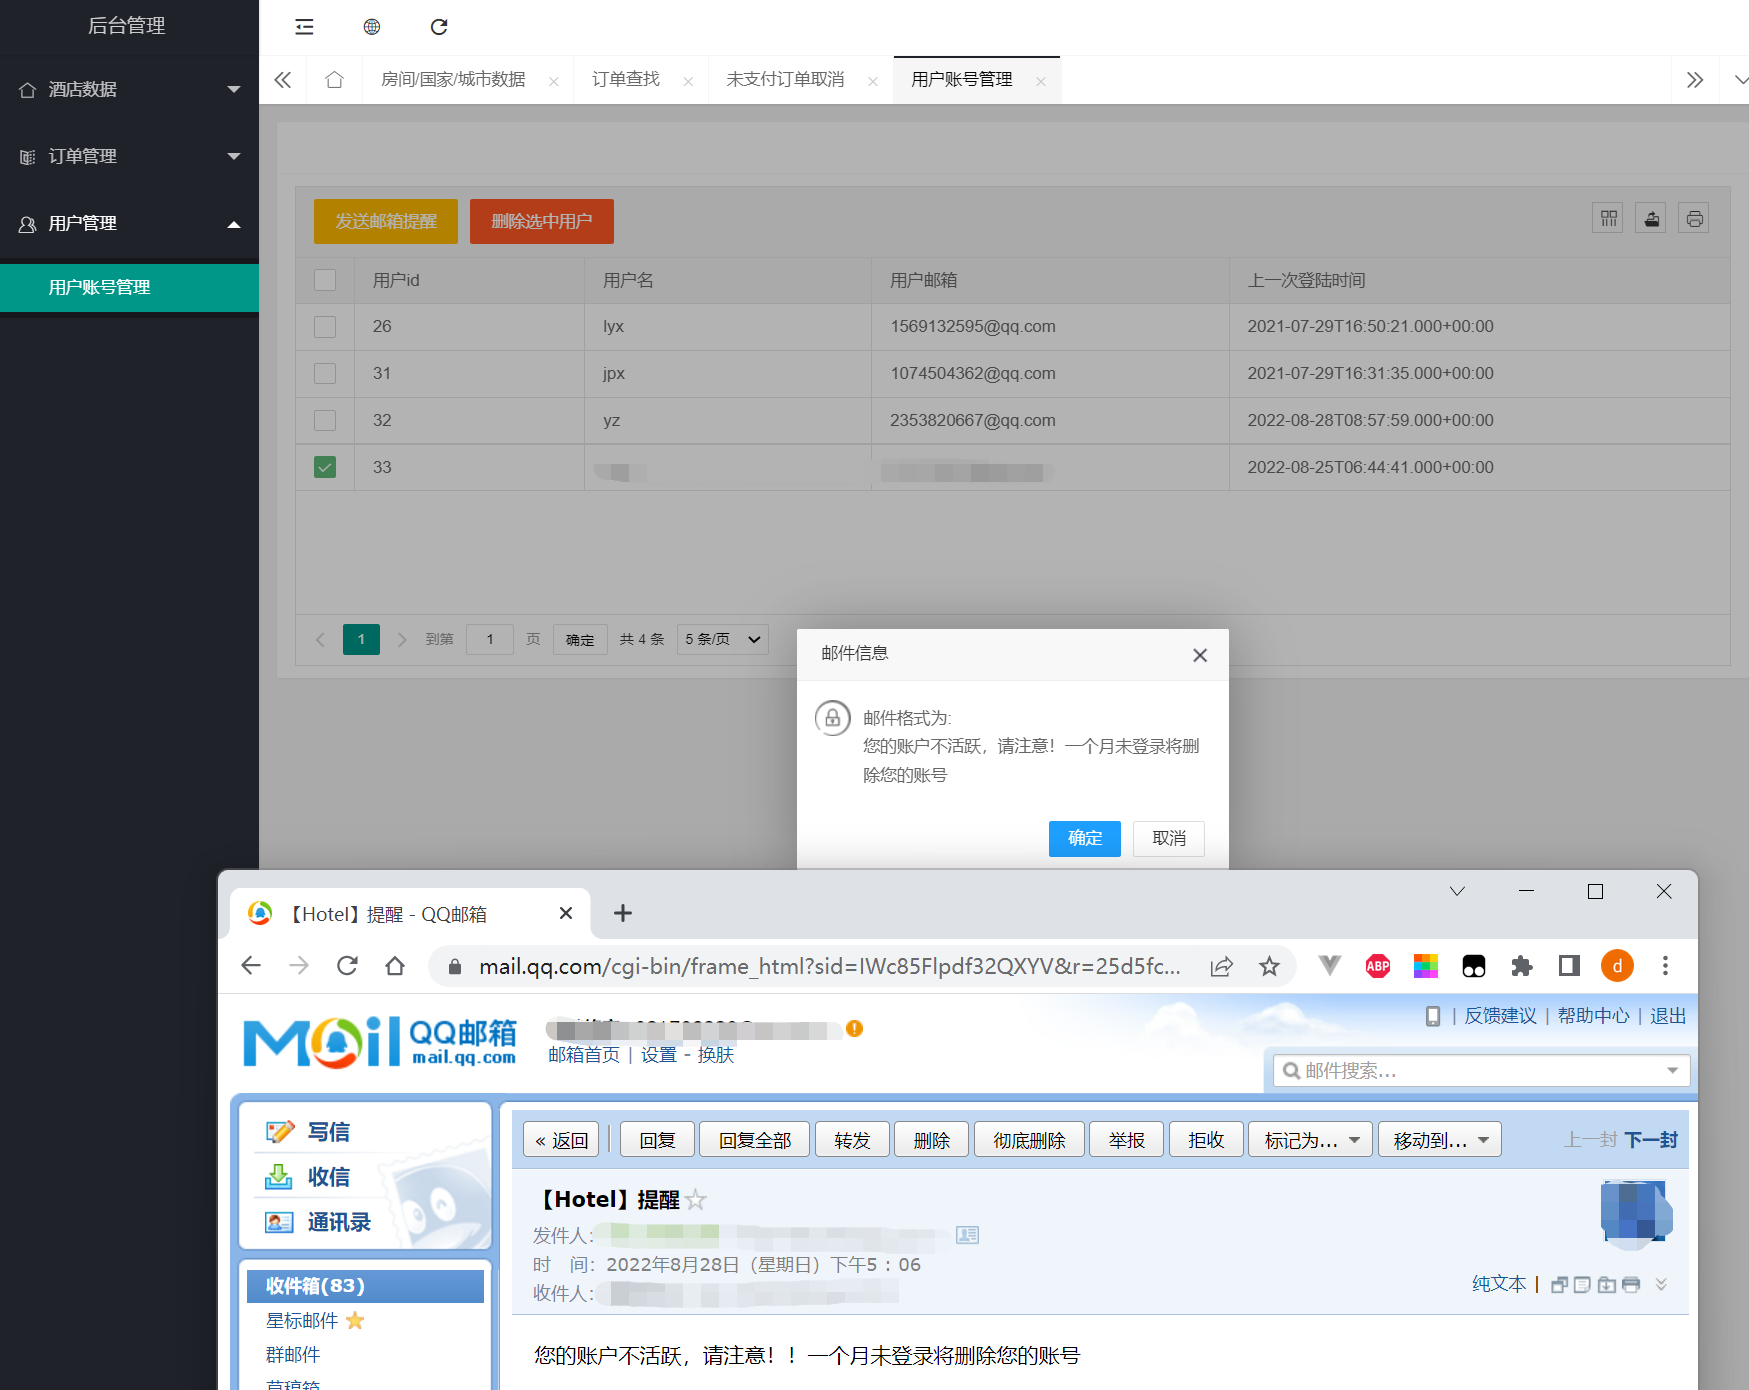 后台管理
酒店数据
订单管理
用户管理
用户账号管理
房间/国家/城市数据
订单查找
未支付订单取消
用户账号管理
发送邮箱提醒
删除选中用户
用户id 用户名 用户邮箱 上一次登陆时间
26 lyx 1569132595@qq.com 2021-07-29T16:50:21.000+00:00
31 jpx 1074504362@qq.com 2021-07-29T16:31:35.000+00:00
32 yz 2353820667@qq.com 2022-08-28T08:57:59.000+00:00
33 2022-08-25T06:44:41.000+00:00
1 到第 1 页 确定 共 4 条 5 条/页
邮件信息
邮件格式为:
您的账户不活跃，请注意！一个月未登录将删
除您的账号
确定 取消
【Hotel】提醒 - QQ邮箱
mail.qq.com/cgi-bin/frame_html?sid=IWc85FIpdf32QXYV&r=25d5fc...
ABP
d
Mail QQ邮箱
mail.qq.com
邮箱首页 | 设置 - 换肤
| 反馈建议 | 帮助中心 | 退出
邮件搜索...
写信
收信
通讯录
收件箱(83)
星标邮件
群邮件
草稿箱
« 返回 回复 回复全部 转发 删除 彻底删除 举报 拒收 标记为... 移动到... 上一封 下一封
【Hotel】提醒
发件人:
时 间: 2022年8月28日（星期日）下午5：06
收件人:
纯文本 |
您的账户不活跃，请注意！！一个月未登录将删除您的账号